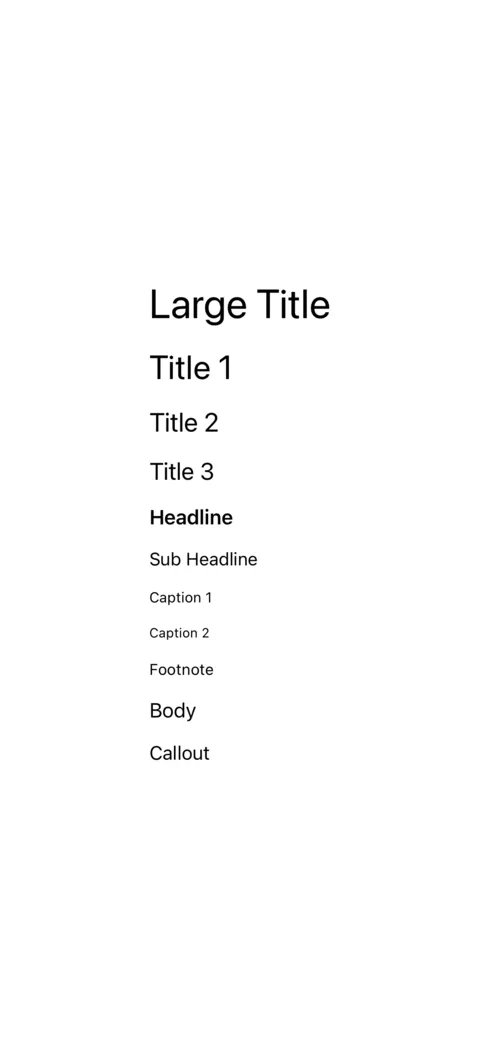 Large Title
Title 1
Title 2
Title 3
Headline
Sub Headline
Caption 1
Caption 2
Footnote
Body
Callout